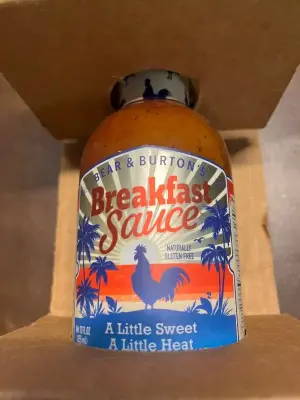 BEAR & BURTON'S
Breakfast
Sauce
NATURALLY
GLUTEN FREE
A Little Sweet
A Little Heat